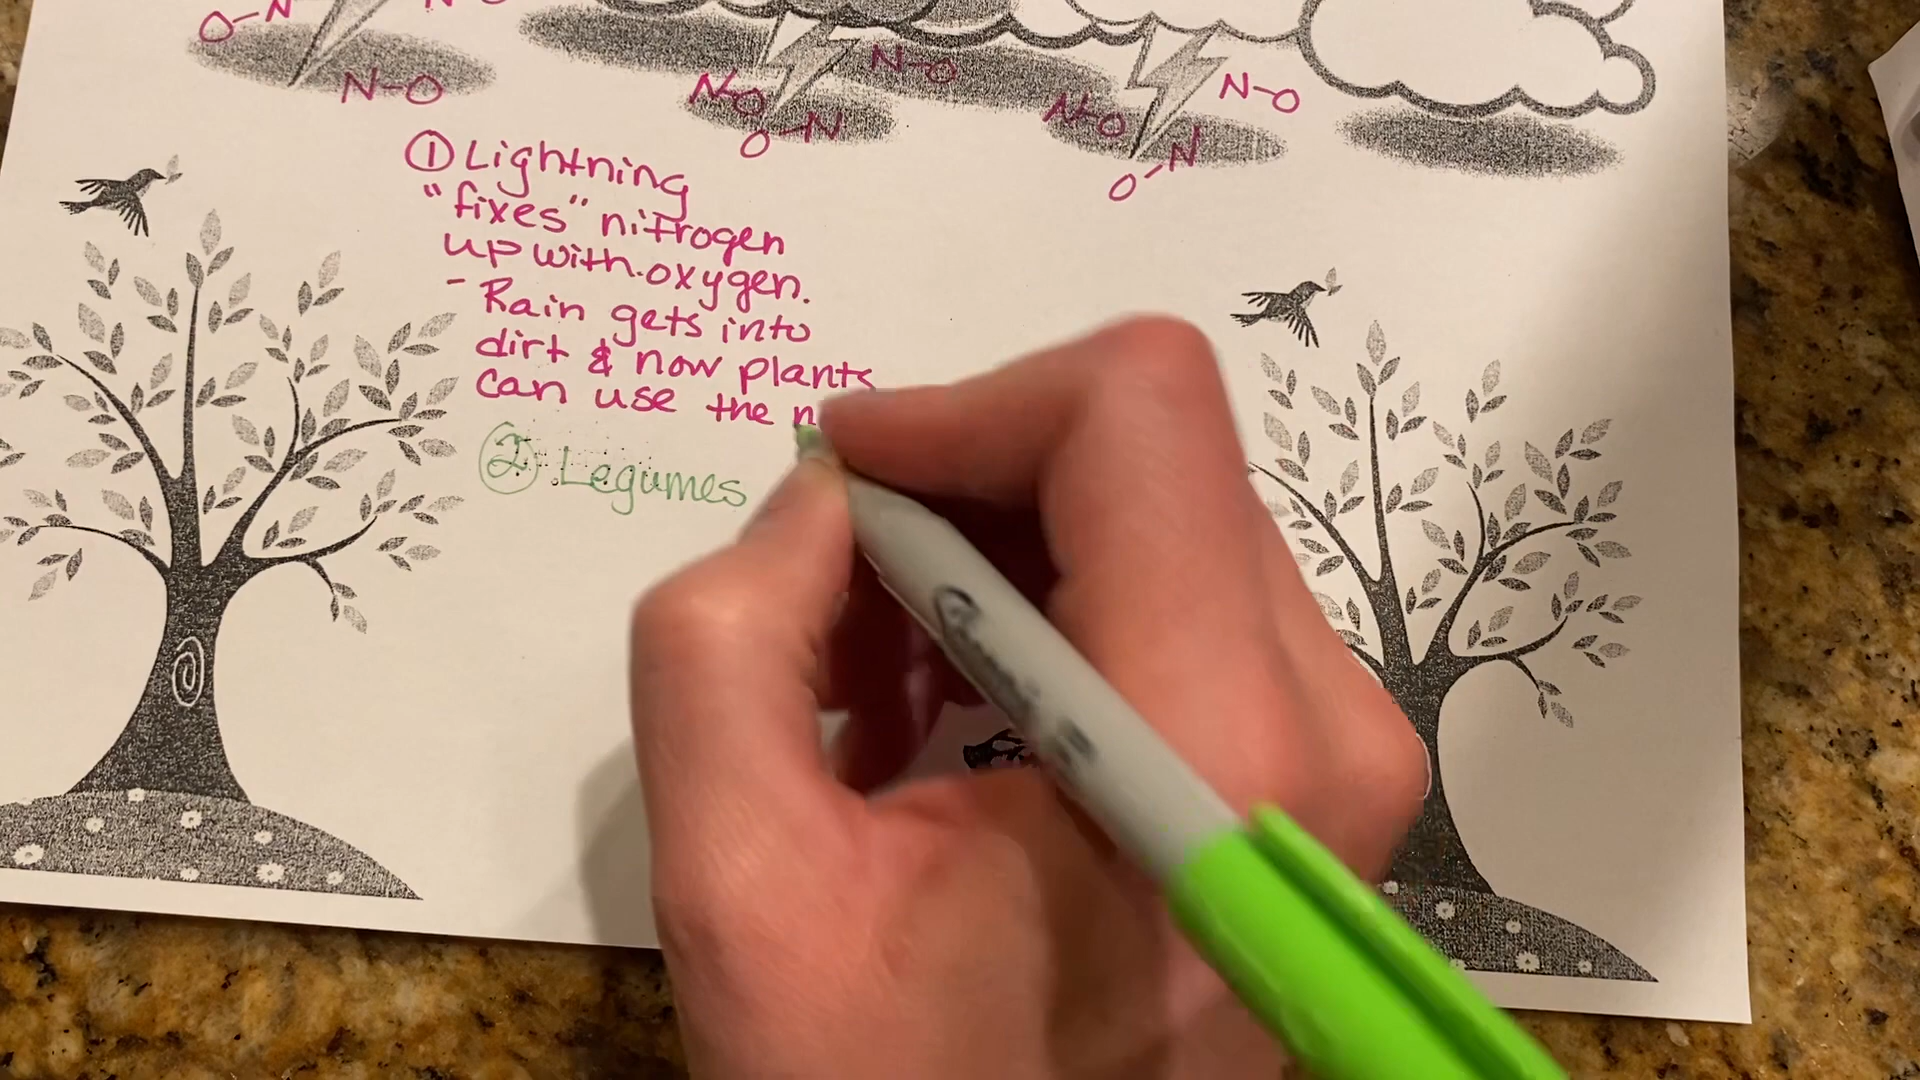 O-N
N-O
N-O
N-O
N-O
N-O
O-N
N-O
O-N
① Lightning
"fixes" nitrogen
up with oxygen.
- Rain gets into
dirt & now plants
can use the
② Legumes